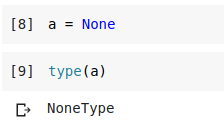 [8] a = None
[9] type(a)
NoneType